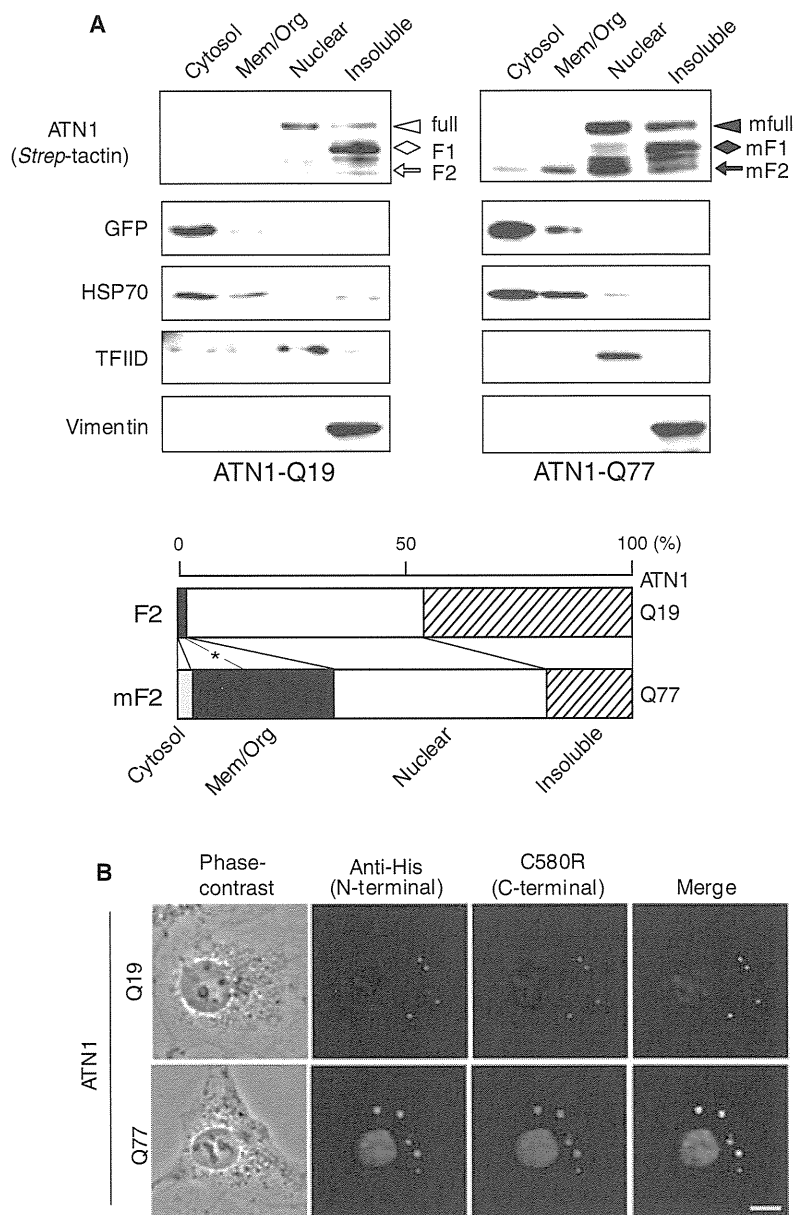 A
Cytosol Mem/Org Nuclear Insoluble Cytosol Mem/Org Nuclear Insoluble
ATN1 (Strep-tactin)
full
F1
F2
mfull
mF1
mF2
GFP
HSP70
TFIID
Vimentin
ATN1-Q19 ATN1-Q77
0 50 100 (%)
ATN1
F2 Q19
*
mF2 Q77
Cytosol Mem/Org Nuclear Insoluble
B
Phase-contrast
Anti-His (N-terminal)
C580R (C-terminal)
Merge
ATN1
Q19
Q77